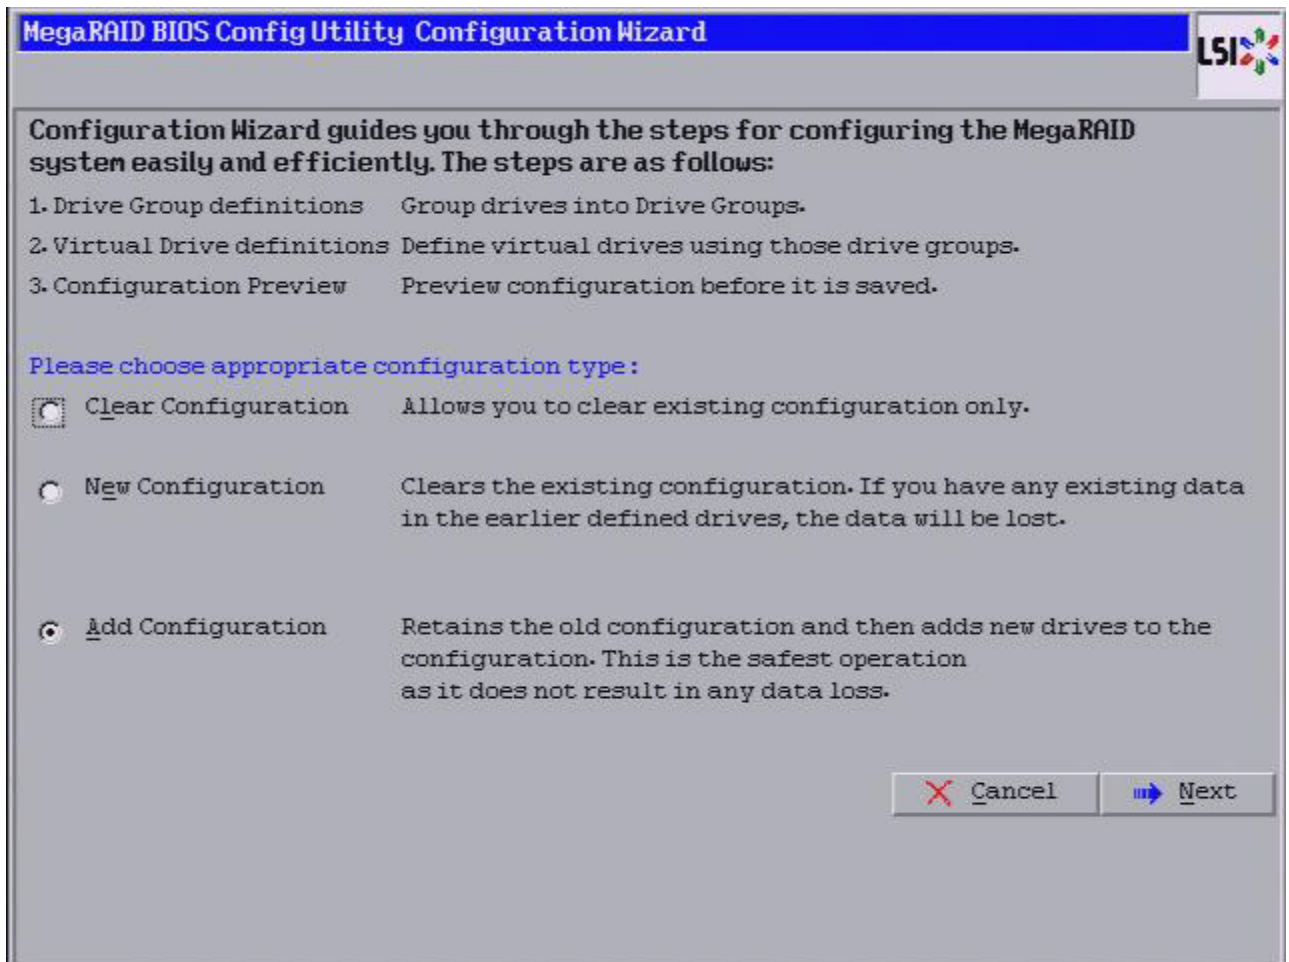 MegaRAID BIOS Config Utility Configuration Wizard
LSI
Configuration Wizard guides you through the steps for configuring the MegaRAID
system easily and efficiently. The steps are as follows:
1. Drive Group definitions Group drives into Drive Groups.
2. Virtual Drive definitions Define virtual drives using those drive groups.
3. Configuration Preview Preview configuration before it is saved.
Please choose appropriate configuration type:
Clear Configuration Allows you to clear existing configuration only.
New Configuration Clears the existing configuration. If you have any existing data
in the earlier defined drives, the data will be lost.
Add Configuration Retains the old configuration and then adds new drives to the
configuration. This is the safest operation
as it does not result in any data loss.
Cancel Next